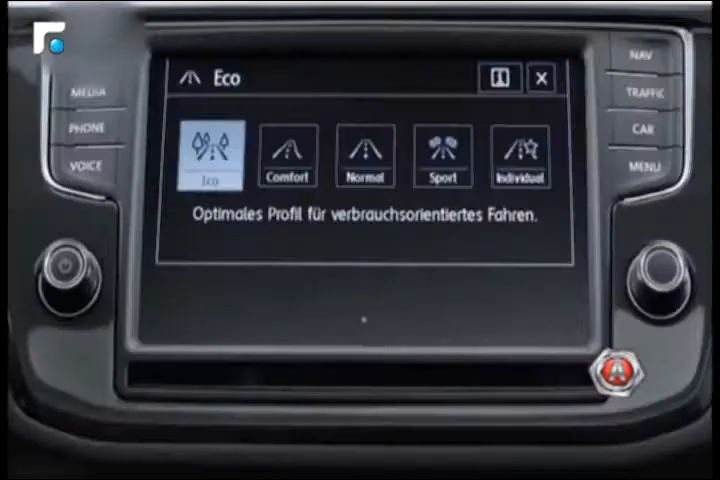 MEDIA
PHONE
VOICE
Eco
Eco
Comfort
Normal
Sport
Individual
Optimales Profil für verbrauchsorientiertes Fahren.
NAV
TRAFFIC
CAR
MENU